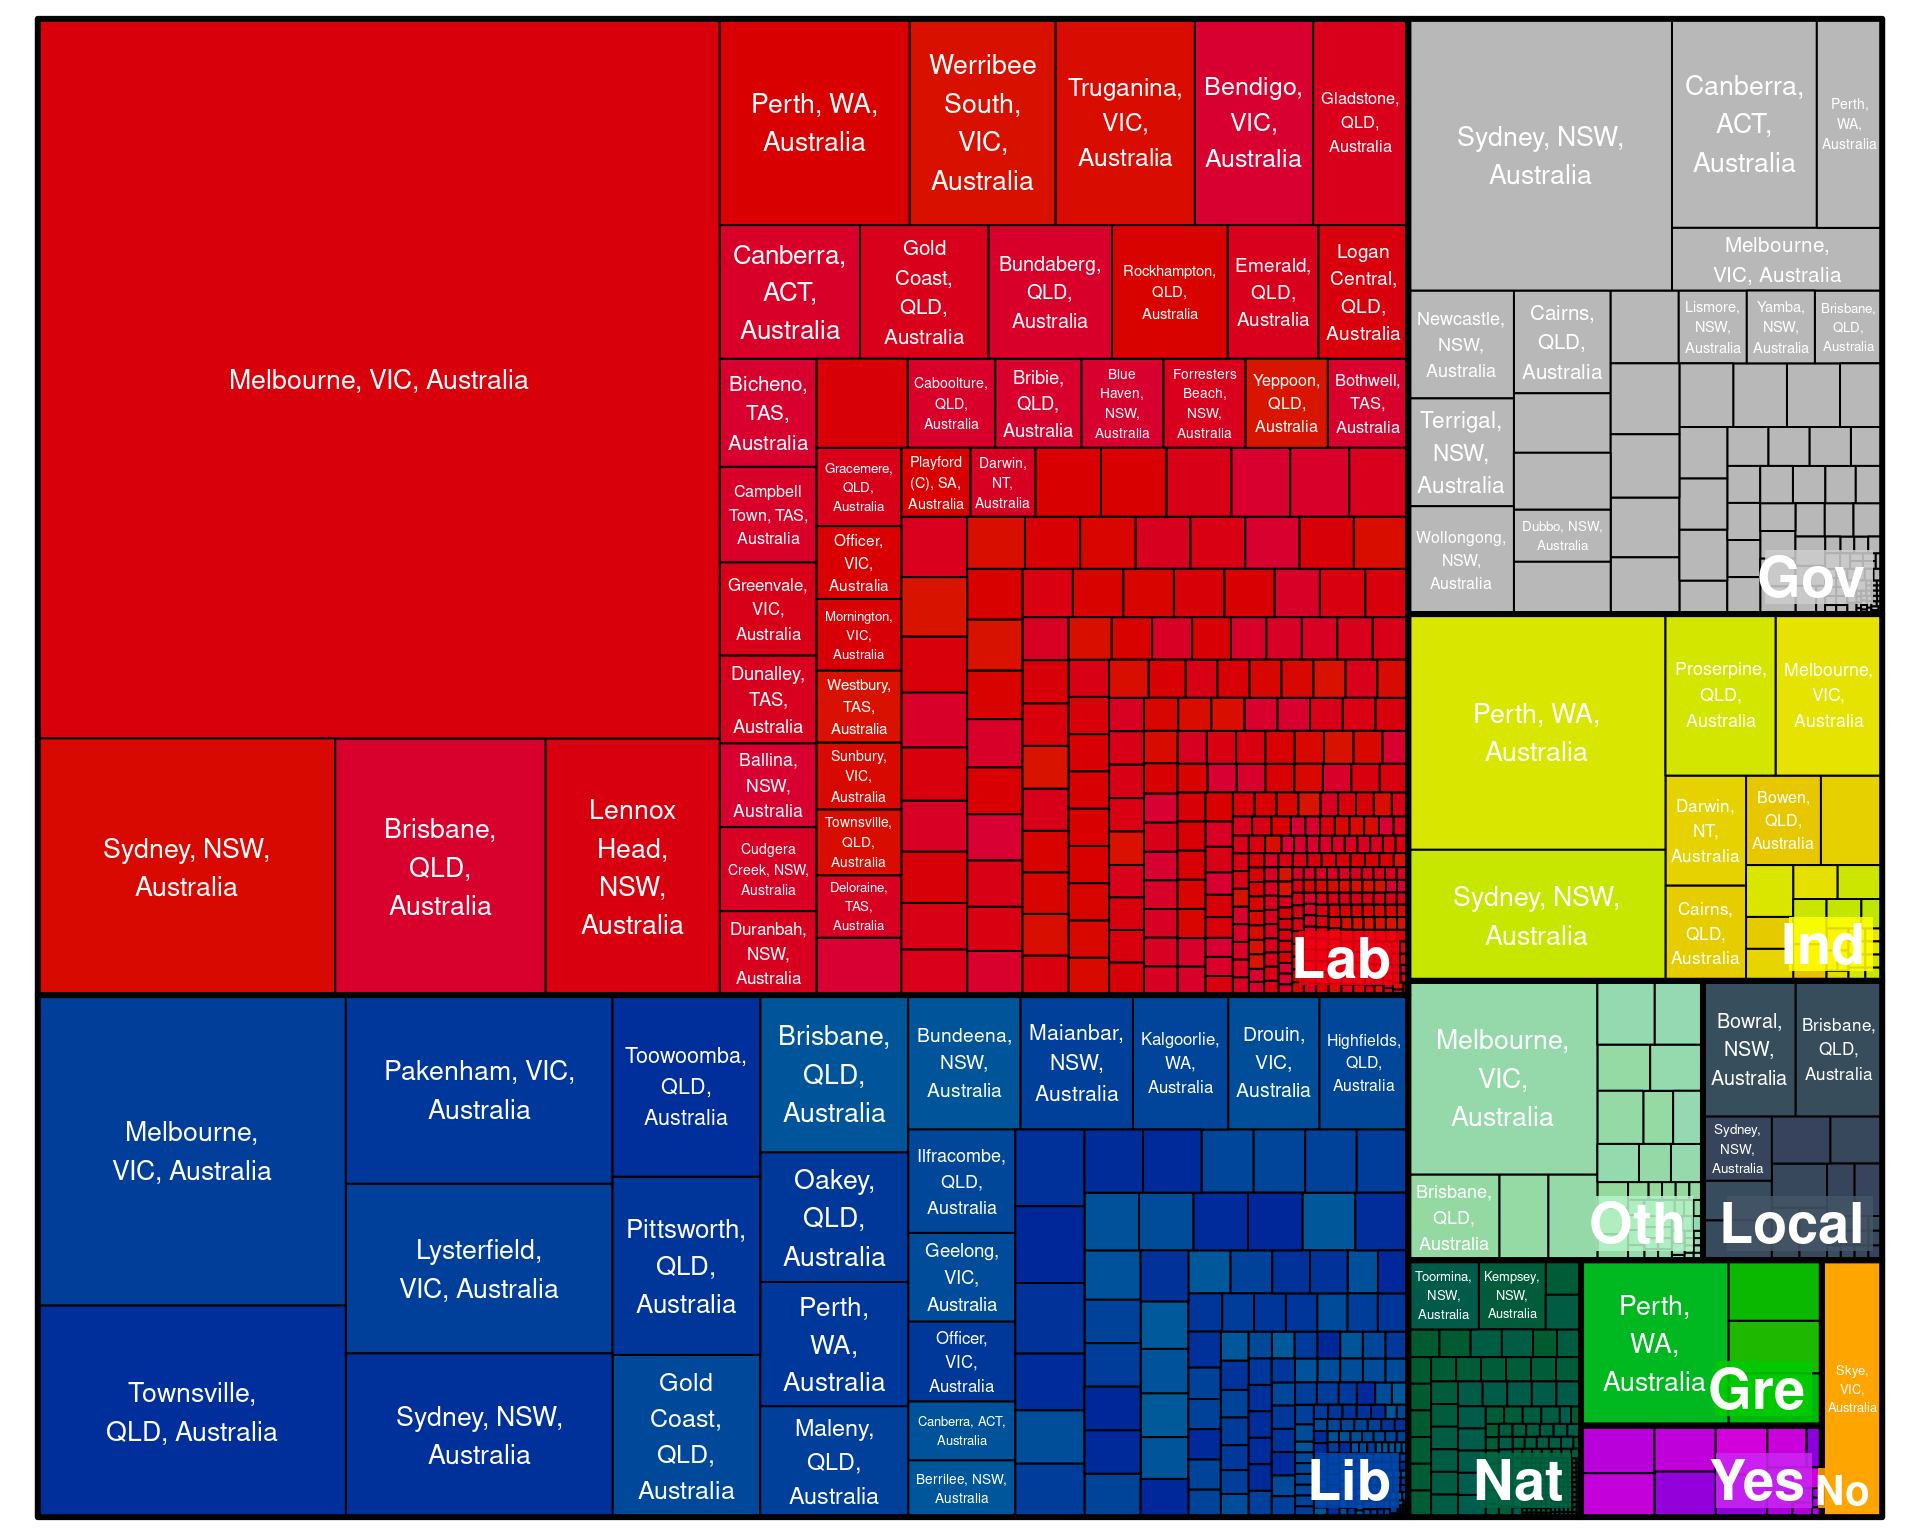 Melbourne, VIC, Australia
Sydney, NSW,
Australia
Brisbane,
QLD,
Australia
Lennox
Head,
NSW,
Australia
Perth, WA,
Australia
Werribee
South,
VIC,
Australia
Truganina,
VIC,
Australia
Bendigo,
VIC,
Australia
Gladstone,
QLD,
Australia
Canberra,
ACT,
Australia
Gold
Coast,
QLD,
Australia
Bundaberg,
QLD,
Australia
Rockhampton,
QLD,
Australia
Emerald,
QLD,
Australia
Logan
Central,
QLD,
Australia
Bicheno,
TAS,
Australia
Campbell
Town, TAS,
Australia
Greenvale,
VIC,
Australia
Dunalley,
TAS,
Australia
Ballina,
NSW,
Australia
Cudgera
Creek, NSW,
Australia
Duranbah,
NSW,
Australia
Gracemere,
QLD,
Australia
Officer,
VIC,
Australia
Mornington,
VIC,
Australia
Westbury,
TAS,
Australia
Sunbury,
VIC,
Australia
Townsville,
QLD,
Australia
Deloraine,
TAS,
Australia
Caboolture,
QLD,
Australia
Bribie,
QLD,
Australia
Blue
Haven,
NSW,
Australia
Forresters
Beach,
NSW,
Australia
Yeppoon,
QLD,
Australia
Bothwell,
TAS,
Australia
Playford
(C), SA,
Australia
Darwin,
NT,
Australia
Lab
Melbourne,
VIC, Australia
Townsville,
QLD, Australia
Pakenham, VIC,
Australia
Lysterfield,
VIC, Australia
Sydney, NSW,
Australia
Toowoomba,
QLD,
Australia
Pittsworth,
QLD,
Australia
Gold
Coast,
QLD,
Australia
Brisbane,
QLD,
Australia
Oakey,
QLD,
Australia
Perth,
WA,
Australia
Maleny,
QLD,
Australia
Bundeena,
NSW,
Australia
Maianbar,
NSW,
Australia
Kalgoorlie,
WA,
Australia
Drouin,
VIC,
Australia
Highfields,
QLD,
Australia
Ilfracombe,
QLD,
Australia
Geelong,
VIC,
Australia
Officer,
VIC,
Australia
Canberra, ACT,
Australia
Berrilee, NSW,
Australia
Lib
Sydney, NSW,
Australia
Canberra,
ACT,
Australia
Perth,
WA,
Australia
Melbourne,
VIC, Australia
Newcastle,
NSW,
Australia
Terrigal,
NSW,
Australia
Wollongong,
NSW,
Australia
Cairns,
QLD,
Australia
Dubbo, NSW,
Australia
Lismore,
NSW,
Australia
Yamba,
NSW,
Australia
Brisbane,
QLD,
Australia
Gov
Perth, WA,
Australia
Sydney, NSW,
Australia
Proserpine,
QLD,
Australia
Melbourne,
VIC,
Australia
Darwin,
NT,
Australia
Bowen,
QLD,
Australia
Cairns,
QLD,
Australia
Ind
Melbourne,
VIC,
Australia
Brisbane,
QLD,
Australia
Oth
Bowral,
NSW,
Australia
Brisbane,
QLD,
Australia
Sydney,
NSW,
Australia
Local
Toormina,
NSW,
Australia
Kempsey,
NSW,
Australia
Nat
Perth,
WA,
Australia
Gre
Yes
Skye,
VIC,
Australia
No